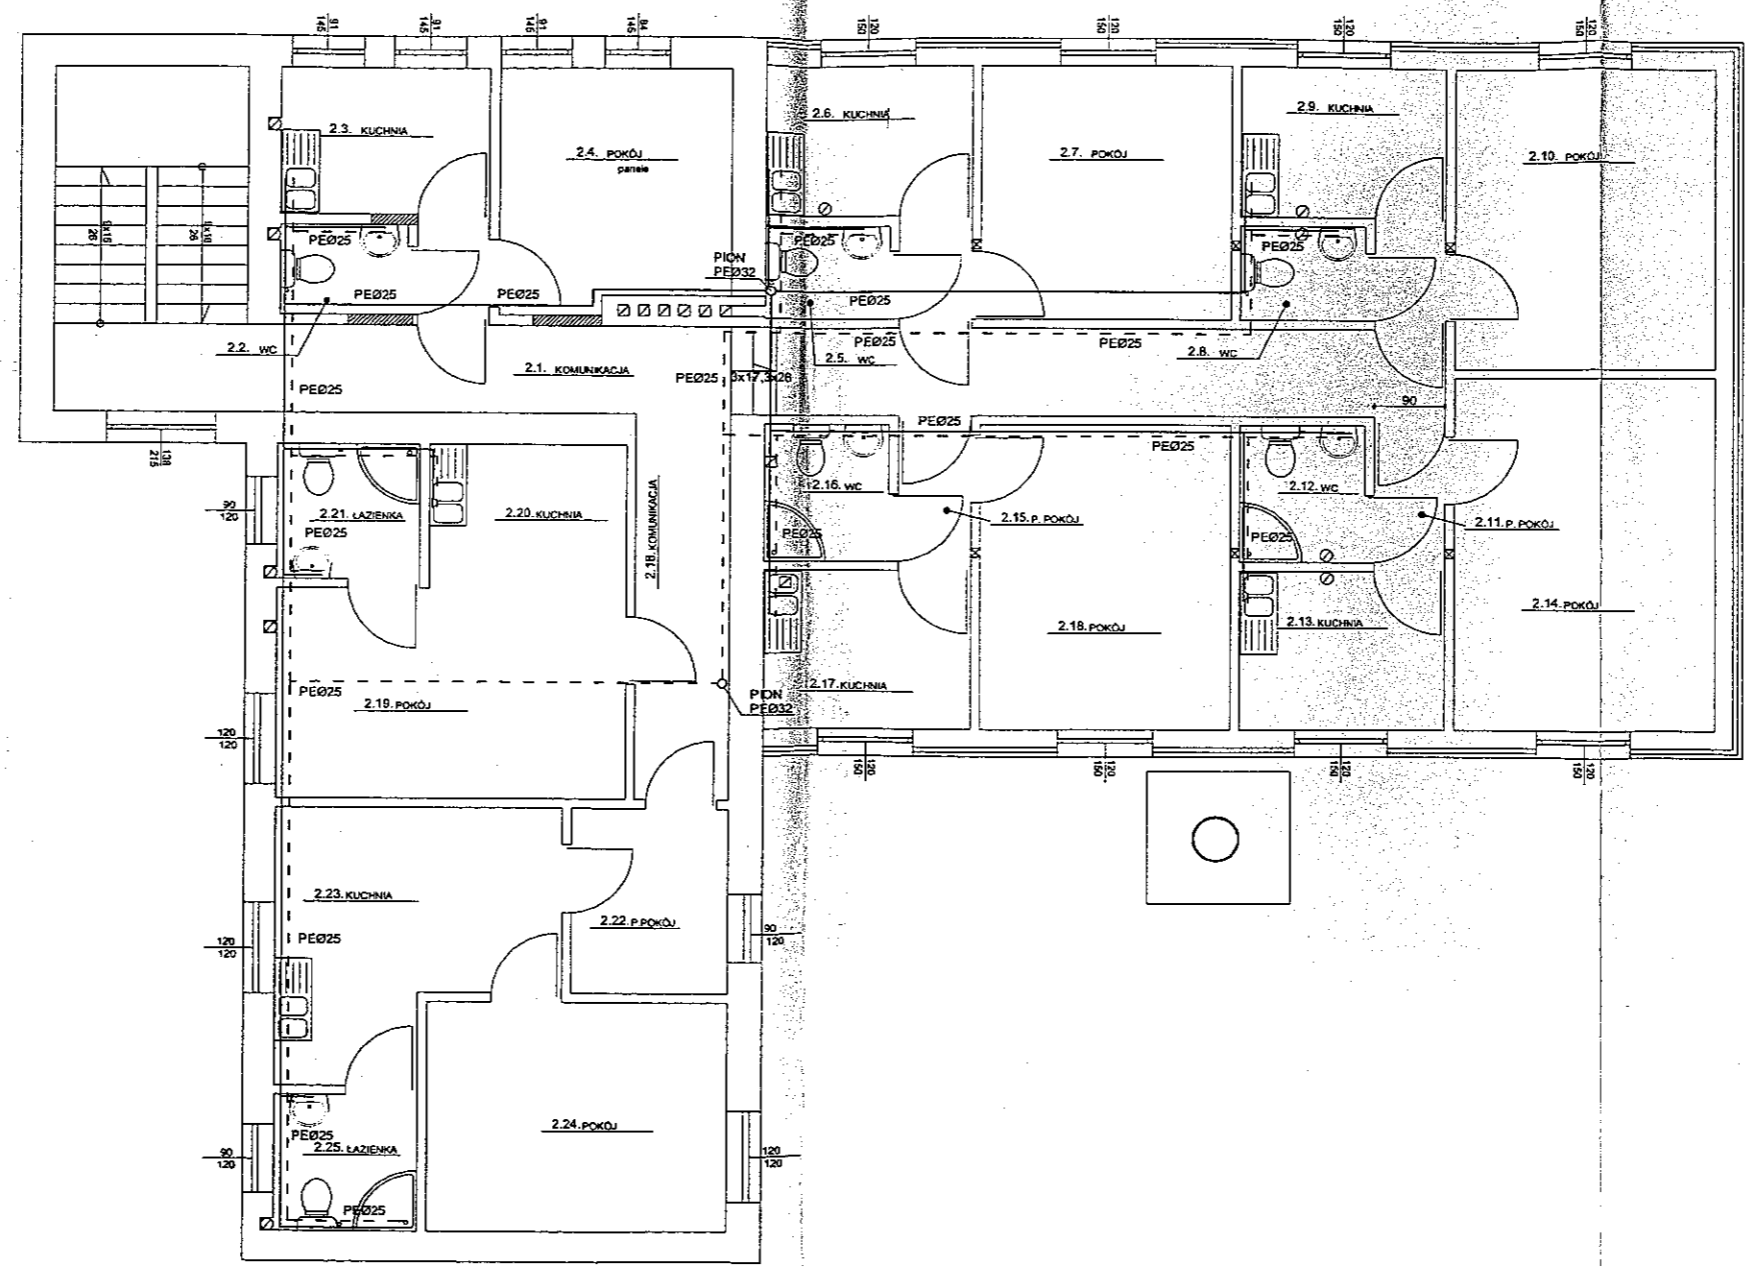 91
145
91
145
91
145
84
145
120
150
120
150
120
150
120
150
2.3. KUCHNIA
2.4. POKÓJ
panele
2.6. KUCHNIA
2.7. POKÓJ
2.9. KUCHNIA
2.10. POKÓJ
26
26
PEØ25
PEØ25
PEØ25
PION
PEØ32
PEØ25
PEØ25
PEØ25
2.2. WC
2.1. KOMUNIKACJA
PEØ25
PEØ25
3x17,3x28
PEØ25
2.5. WC
PEØ25
2.8. WC
90
138
215
PEØ25
PEØ25
90
120
2.21. ŁAZIENKA
PEØ25
2.20. KUCHNIA
2.18. KOMUNIKACJA
2.16. WC
PEØ25
2.15. P. POKÓJ
2.12. WC
PEØ25
2.11. P. POKÓJ
2.14. POKÓJ
2.18. POKÓJ
2.13. KUCHNIA
2.17. KUCHNIA
PEØ25
2.19. POKÓJ
PION
PEØ32
120
120
120
150
120
150
120
150
120
150
2.23. KUCHNIA
PEØ25
2.22. P.POKÓJ
120
120
90
120
PEØ25
2.25. ŁAZIENKA
2.24. POKÓJ
90
120
120
120
PEØ25